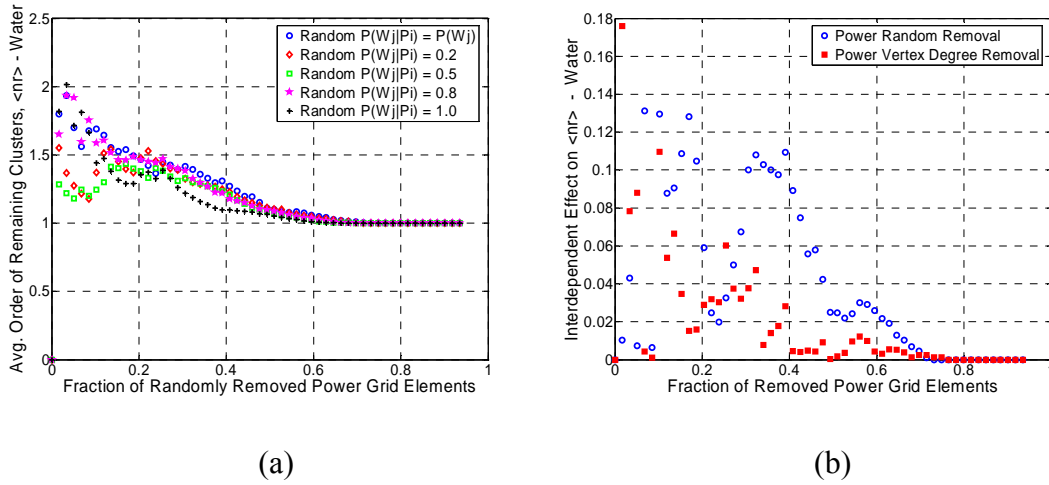 2.5
2
1.5
1
0.5
0
0
0.2
0.4
0.6
0.8
1
Avg. Order of Remaining Clusters, <nr> - Water
Fraction of Randomly Removed Power Grid Elements
Random P(Wj|Pi) = P(Wj)
Random P(Wj|Pi) = 0.2
Random P(Wj|Pi) = 0.5
Random P(Wj|Pi) = 0.8
Random P(Wj|Pi) = 1.0
(a)
0.18
0.16
0.14
0.12
0.1
0.08
0.06
0.04
0.02
0
0
0.2
0.4
0.6
0.8
1
Interdependent Effect on <nr> - Water
Fraction of Removed Power Grid Elements
Power Random Removal
Power Vertex Degree Removal
(b)